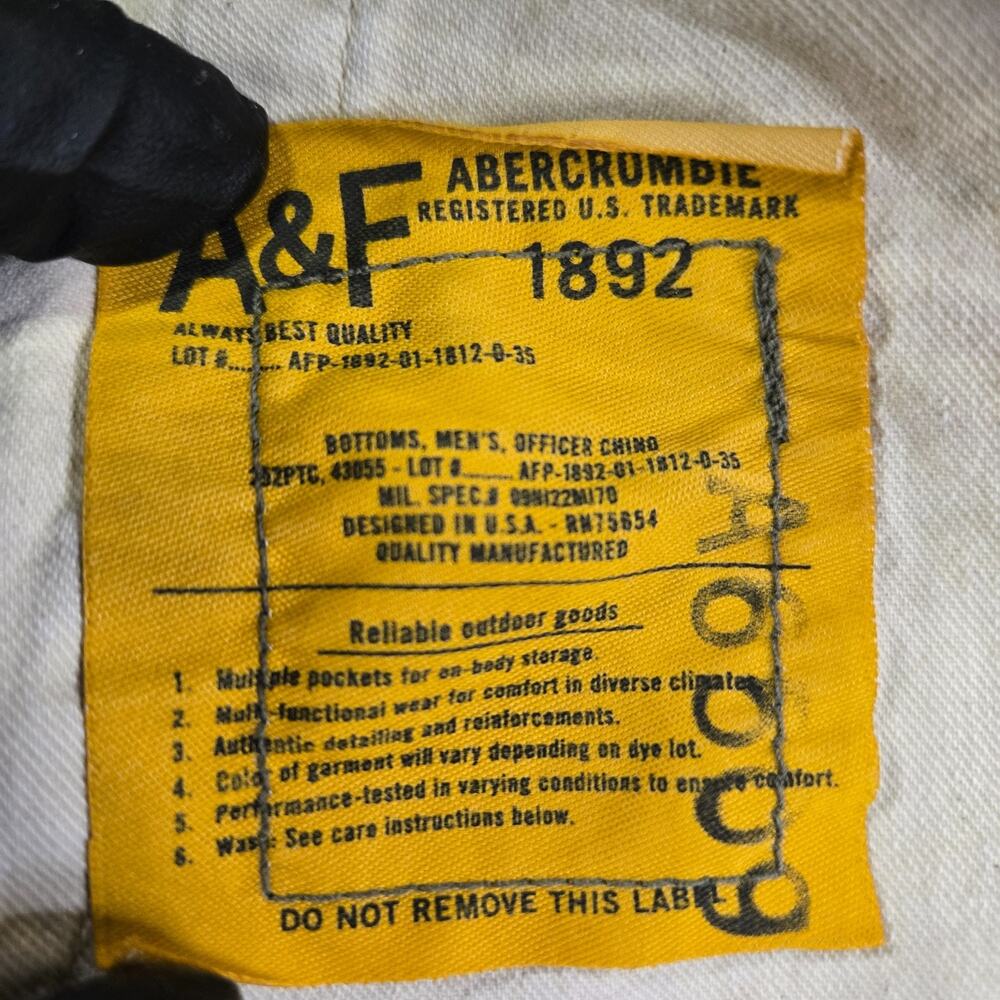 A&F ABERCROMBIE
REGISTERED U.S. TRADEMARK
1892
ALWAYS BEST QUALITY
LOT #........ AFP-1892-01-1812-0-35
BOTTOMS, MEN'S, OFFICER CHINO
LOT #........ AFP-1892-01-1812-0-35
MIL. SPEC.#
DESIGNED IN U.S.A. - RN75654
QUALITY MANUFACTURED
Reliable outdoor goods
1. Multiple pockets for on-body storage.
2. Multi-functional wear for comfort in diverse climates
3. Authentic detailing and reinforcements.
4. Color of garment will vary depending on dye lot.
5. Performance-tested in varying conditions to ensure comfort.
6. Wash: See care instructions below.
DO NOT REMOVE THIS LABEL